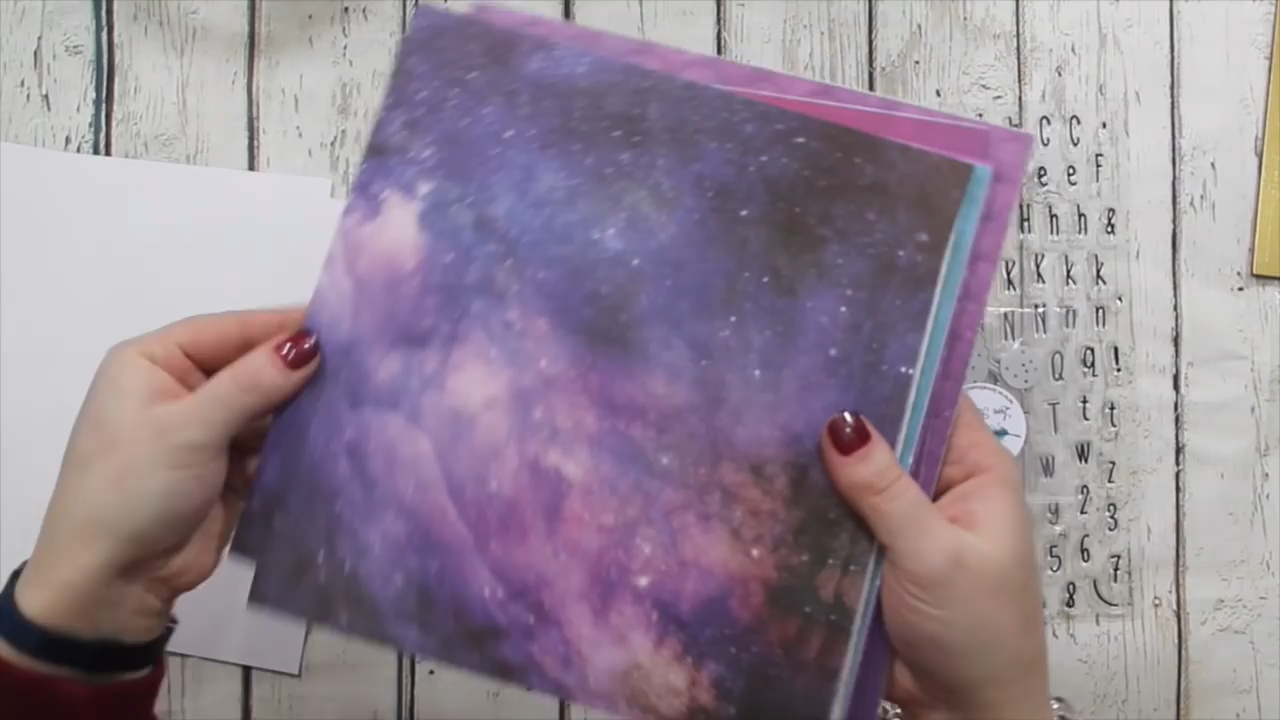 C C
e e F
H h h &
K K k k
N N n n
Q q !
T t t
w w z
y 2 3
5 6 7
8 (